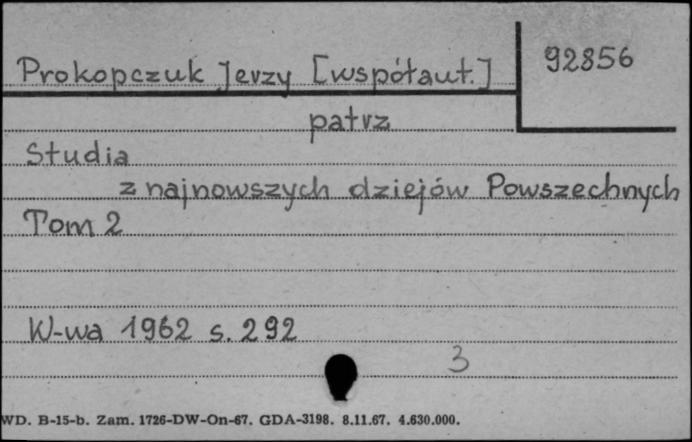 Prokopczuk Jerzy [współaut.]
92856
patrz
Studia
z najnowszych dziejów Powszechnych
Tom 2
W-wa 1962 s. 292
3
WD. B-15-b. Zam. 1726-DW-On-67. GDA-3198. 8.11.67. 4.630.000.